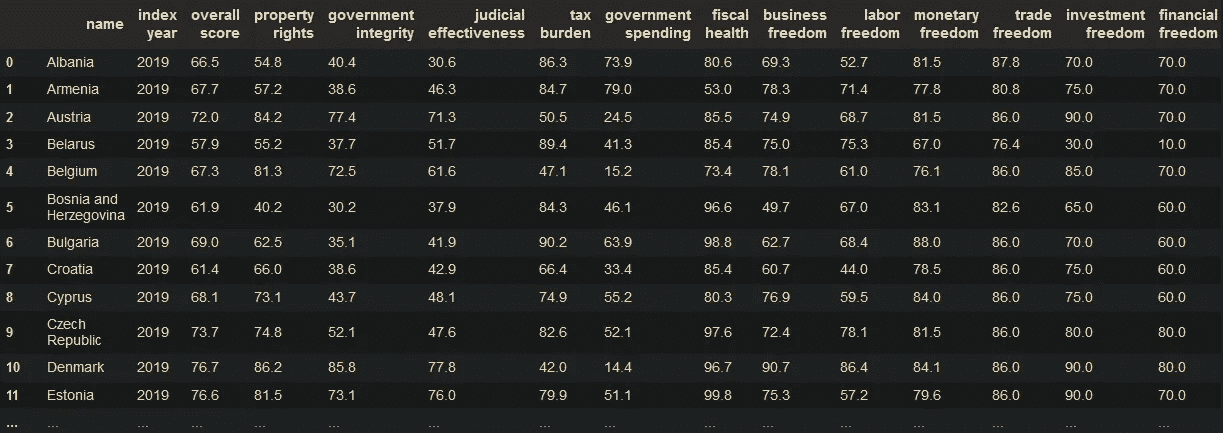 name index year overall score property rights government integrity judicial effectiveness tax burden government spending fiscal health business freedom labor freedom monetary freedom trade freedom investment freedom financial freedom
0 Albania 2019 66.5 54.8 40.4 30.6 86.3 73.9 80.6 69.3 52.7 81.5 87.8 70.0 70.0
1 Armenia 2019 67.7 57.2 38.6 46.3 84.7 79.0 53.0 78.3 71.4 77.8 80.8 75.0 70.0
2 Austria 2019 72.0 84.2 77.4 71.3 50.5 24.5 85.5 74.9 68.7 81.5 86.0 90.0 70.0
3 Belarus 2019 57.9 55.2 37.7 51.7 89.4 41.3 85.4 75.0 75.3 67.0 76.4 30.0 10.0
4 Belgium 2019 67.3 81.3 72.5 61.6 47.1 15.2 73.4 78.1 61.0 76.1 86.0 85.0 70.0
5 Bosnia and Herzegovina 2019 61.9 40.2 30.2 37.9 84.3 46.1 96.6 49.7 67.0 83.1 82.6 65.0 60.0
6 Bulgaria 2019 69.0 62.5 35.1 41.9 90.2 63.9 98.8 62.7 68.4 88.0 86.0 70.0 60.0
7 Croatia 2019 61.4 66.0 38.6 42.9 66.4 33.4 85.4 60.7 44.0 78.5 86.0 75.0 60.0
8 Cyprus 2019 68.1 73.1 43.7 48.1 74.9 55.2 80.3 76.9 59.5 84.0 86.0 75.0 60.0
9 Czech Republic 2019 73.7 74.8 52.1 47.6 82.6 52.1 97.6 72.4 78.1 81.5 86.0 80.0 80.0
10 Denmark 2019 76.7 86.2 85.8 77.8 42.0 14.4 96.7 90.7 86.4 84.1 86.0 90.0 80.0
11 Estonia 2019 76.6 81.5 73.1 76.0 79.9 51.1 99.8 75.3 57.2 79.6 86.0 90.0 70.0
... ... ... ... ... ... ... ... ... ... ... ... ... ... ... ...